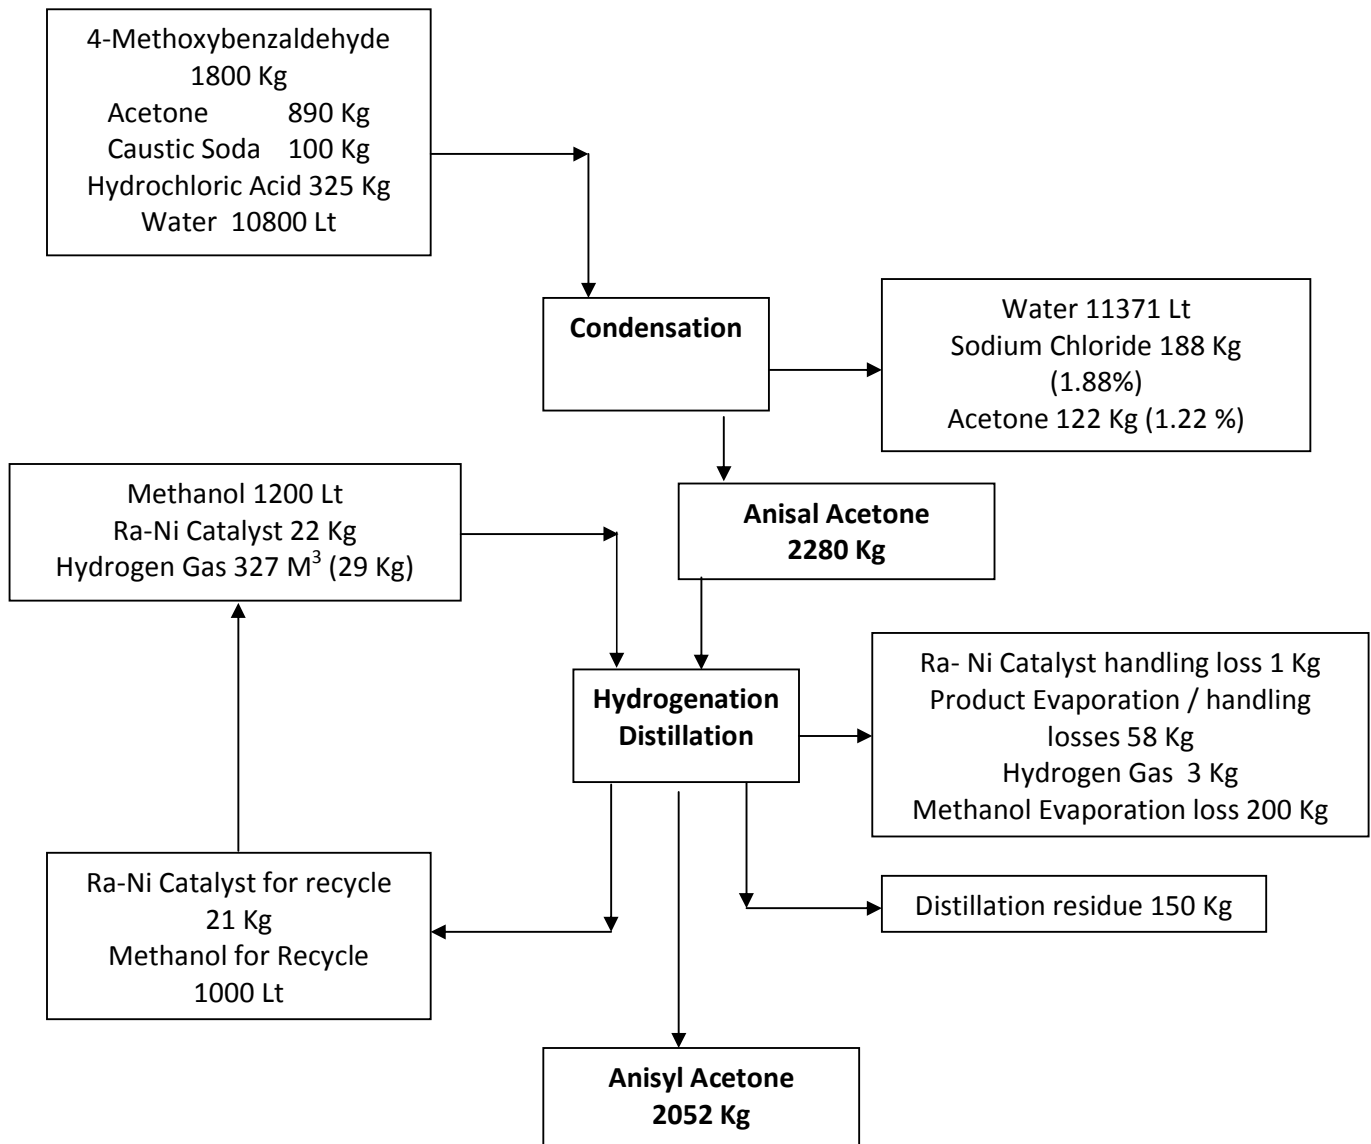 4-Methoxybenzaldehyde
1800 Kg
Acetone 890 Kg
Caustic Soda 100 Kg
Hydrochloric Acid 325 Kg
Water 10800 Lt
Condensation
Water 11371 Lt
Sodium Chloride 188 Kg
(1.88%)
Acetone 122 Kg (1.22 %)
Methanol 1200 Lt
Ra-Ni Catalyst 22 Kg
Hydrogen Gas 327 M³ (29 Kg)
Anisal Acetone
2280 Kg
Hydrogenation
Distillation
Ra- Ni Catalyst handling loss 1 Kg
Product Evaporation / handling
losses 58 Kg
Hydrogen Gas 3 Kg
Methanol Evaporation loss 200 Kg
Ra-Ni Catalyst for recycle
21 Kg
Methanol for Recycle
1000 Lt
Distillation residue 150 Kg
Anisyl Acetone
2052 Kg